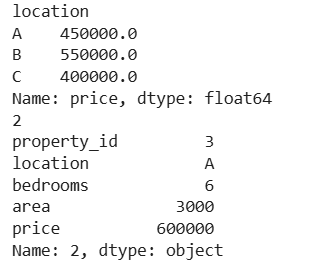 location
A    450000.0
B    550000.0
C    400000.0
Name: price, dtype: float64
2
property_id         3
location            A
bedrooms            6
area             3000
price          600000
Name: 2, dtype: object